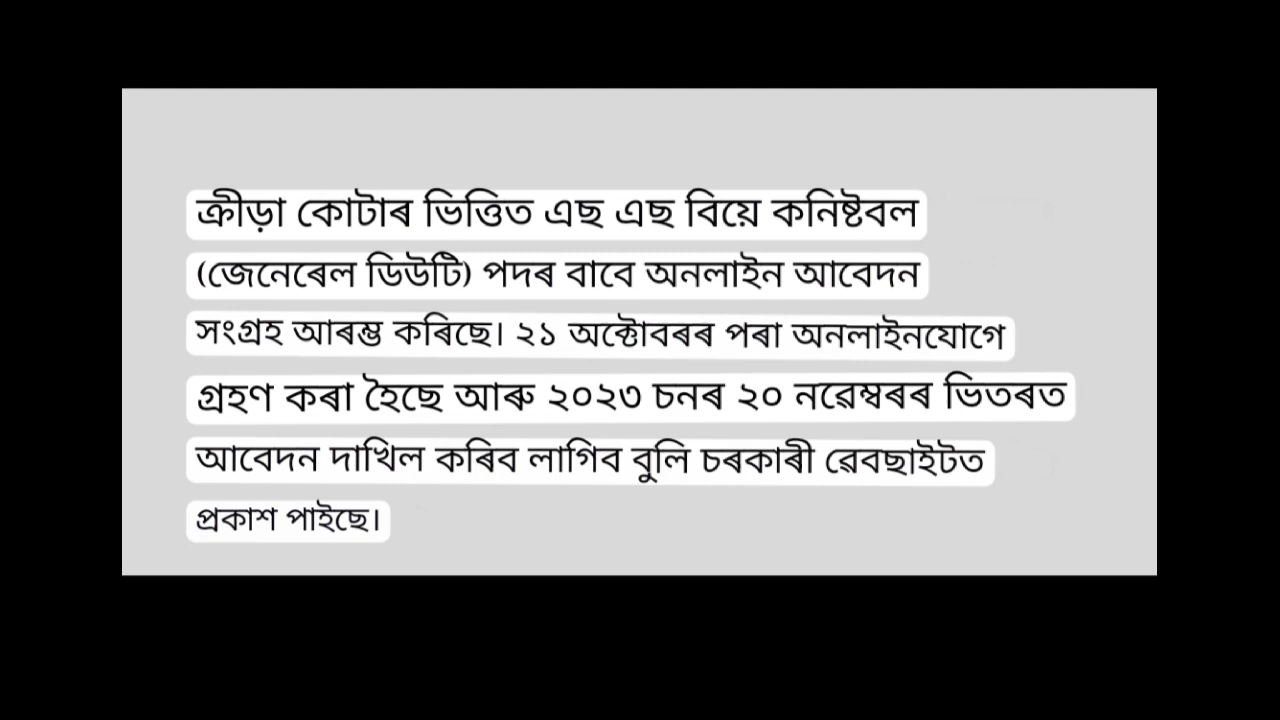 ক্ৰীড়া কোটাৰ ভিত্তিত এছ এছ বিয়ে কনিষ্টবল
(জেনেৰেল ডিউটি) পদৰ বাবে অনলাইন আবেদন
সংগ্ৰহ আৰম্ভ কৰিছে। ২১ অক্টোবৰৰ পৰা অনলাইনযোগে
গ্ৰহণ কৰা হৈছে আৰু ২০২৩ চনৰ ২০ নৱেম্বৰৰ ভিতৰত
আবেদন দাখিল কৰিব লাগিব বুলি চৰকাৰী ৱেবছাইটত
প্ৰকাশ পাইছে।